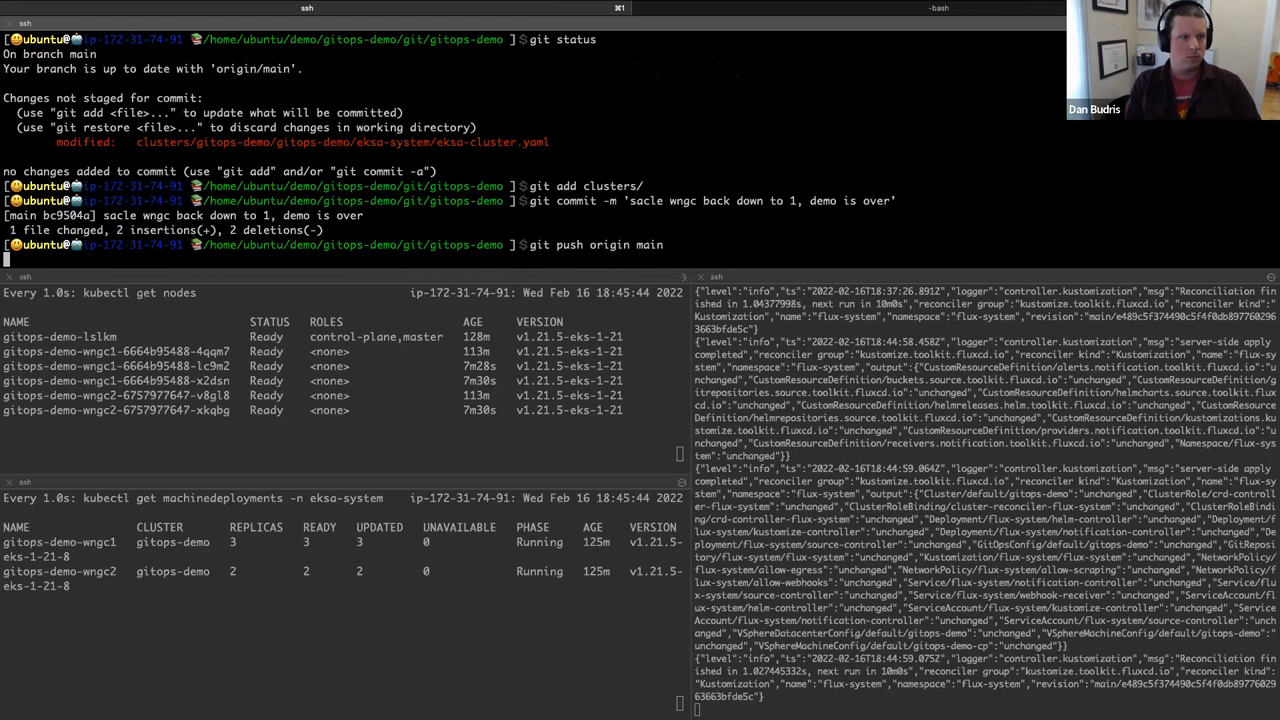 ssh
⌘1
-bash
ssh
[😃ubuntu@🤖ip-172-31-74-91 📚/home/ubuntu/demo/gitops-demo/git/gitops-demo ]$git status
On branch main
Your branch is up to date with 'origin/main'.
Changes not staged for commit:
(use "git add <file>..." to update what will be committed)
(use "git restore <file>..." to discard changes in working directory)
modified:   clusters/gitops-demo/gitops-demo/eksa-system/eksa-cluster.yaml
no changes added to commit (use "git add" and/or "git commit -a")
[😃ubuntu@🤖ip-172-31-74-91 📚/home/ubuntu/demo/gitops-demo/git/gitops-demo ]$git add clusters/
[😃ubuntu@🤖ip-172-31-74-91 📚/home/ubuntu/demo/gitops-demo/git/gitops-demo ]$git commit -m 'sacle wngc back down to 1, demo is over'
[main bc9504a] sacle wngc back down to 1, demo is over
1 file changed, 2 insertions(+), 2 deletions(-)
[😃ubuntu@🤖ip-172-31-74-91 📚/home/ubuntu/demo/gitops-demo/git/gitops-demo ]$git push origin main
Dan Budris
ssh
Every 1.0s: kubectl get nodes ip-172-31-74-91: Wed Feb 16 18:45:44 2022
NAME STATUS ROLES AGE VERSION
gitops-demo-lslkm Ready control-plane,master 128m v1.21.5-eks-1-21
gitops-demo-wngc1-6664b95488-4qqm7 Ready <none> 113m v1.21.5-eks-1-21
gitops-demo-wngc1-6664b95488-lc9m2 Ready <none> 7m28s v1.21.5-eks-1-21
gitops-demo-wngc1-6664b95488-x2dsn Ready <none> 7m30s v1.21.5-eks-1-21
gitops-demo-wngc2-6757977647-v8gl8 Ready <none> 113m v1.21.5-eks-1-21
gitops-demo-wngc2-6757977647-xkqbg Ready <none> 7m30s v1.21.5-eks-1-21
ssh
Every 1.0s: kubectl get machinedeployments -n eksa-system ip-172-31-74-91: Wed Feb 16 18:45:44 2022
NAME CLUSTER REPLICAS READY UPDATED UNAVAILABLE PHASE AGE VERSION
gitops-demo-wngc1 gitops-demo 3 3 3 0 Running 125m v1.21.5-
eks-1-21-8
gitops-demo-wngc2 gitops-demo 2 2 2 0 Running 125m v1.21.5-
eks-1-21-8
ssh
{"level":"info","ts":"2022-02-16T18:37:26.891Z","logger":"controller.kustomization","msg":"Reconciliation fin
ished in 1.04377998s, next run in 10m0s","reconciler group":"kustomize.toolkit.fluxcd.io","reconciler kind":"
Kustomization","name":"flux-system","namespace":"flux-system","revision":"main/e489c5f374490c5f4f0db897760296
3663bfde5c"}
{"level":"info","ts":"2022-02-16T18:44:58.458Z","logger":"controller.kustomization","msg":"server-side apply
completed","reconciler group":"kustomize.toolkit.fluxcd.io","reconciler kind":"Kustomization","name":"flux-sy
stem","namespace":"flux-system","output":{"CustomResourceDefinition/alerts.notification.toolkit.fluxcd.io":"u
nchanged","CustomResourceDefinition/buckets.source.toolkit.fluxcd.io":"unchanged","CustomResourceDefinition/g
itrepositories.source.toolkit.fluxcd.io":"unchanged","CustomResourceDefinition/helmcharts.source.toolkit.flux
cd.io":"unchanged","CustomResourceDefinition/helmreleases.helm.toolkit.fluxcd.io":"unchanged","CustomResource
Definition/helmrepositories.source.toolkit.fluxcd.io":"unchanged","CustomResourceDefinition/kustomizations.ku
stomize.toolkit.fluxcd.io":"unchanged","CustomResourceDefinition/providers.notification.toolkit.fluxcd.io":"u
nchanged","CustomResourceDefinition/receivers.notification.toolkit.fluxcd.io":"unchanged","Namespace/flux-sys
tem":"unchanged"}}
{"level":"info","ts":"2022-02-16T18:44:59.064Z","logger":"controller.kustomization","msg":"server-side apply
completed","reconciler group":"kustomize.toolkit.fluxcd.io","reconciler kind":"Kustomization","name":"flux-sy
stem","namespace":"flux-system","output":{"Cluster/default/gitops-demo":"unchanged","ClusterRole/crd-controll
er-flux-system":"unchanged","ClusterRoleBinding/cluster-reconciler-flux-system":"unchanged","ClusterRoleBindi
ng/crd-controller-flux-system":"unchanged","Deployment/flux-system/helm-controller":"unchanged","Deployment/f
lux-system/kustomize-controller":"unchanged","Deployment/flux-system/notification-controller":"unchanged","De
ployment/flux-system/source-controller":"unchanged","GitOpsConfig/default/gitops-demo":"unchanged","GitReposi
tory/flux-system/flux-system":"unchanged","Kustomization/flux-system/flux-system":"unchanged","NetworkPolicy/
flux-system/allow-egress":"unchanged","NetworkPolicy/flux-system/allow-scraping":"unchanged","NetworkPolicy/f
lux-system/allow-webhooks":"unchanged","Service/flux-system/notification-controller":"unchanged","Service/flu
x-system/source-controller":"unchanged","Service/flux-system/webhook-receiver":"unchanged","ServiceAccount/fl
ux-system/helm-controller":"unchanged","ServiceAccount/flux-system/kustomize-controller":"unchanged","Service
Account/flux-system/notification-controller":"unchanged","ServiceAccount/flux-system/source-controller":"unch
anged","VSphereDatacenterConfig/default/gitops-demo":"unchanged","VSphereMachineConfig/default/gitops-demo":"
unchanged","VSphereMachineConfig/default/gitops-demo-cp":"unchanged"}}
{"level":"info","ts":"2022-02-16T18:44:59.075Z","logger":"controller.kustomization","msg":"Reconciliation fin
ished in 1.027445332s, next run in 10m0s","reconciler group":"kustomize.toolkit.fluxcd.io","reconciler kind":
"Kustomization","name":"flux-system","namespace":"flux-system","revision":"main/e489c5f374490c5f4f0db89776029
63663bfde5c"}